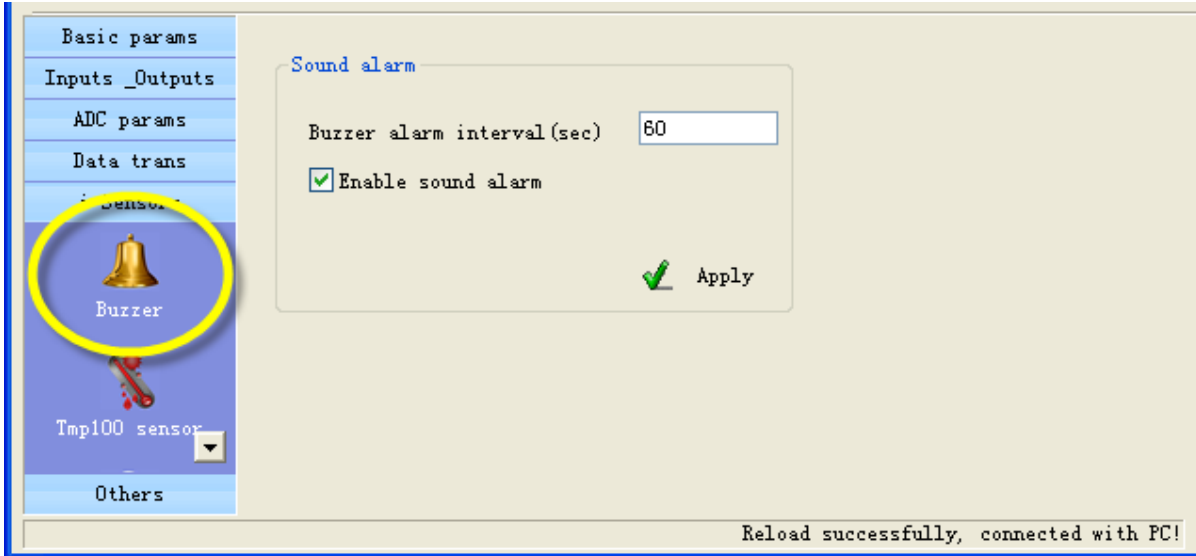 Basic params
Inputs _Outputs
ADC params
Data trans
Sensors
Buzzer
Tmp100 sensor
Others
Sound alarm
Buzzer alarm interval(sec) 60
Enable sound alarm
Apply
Reload successfully, connected with PC!